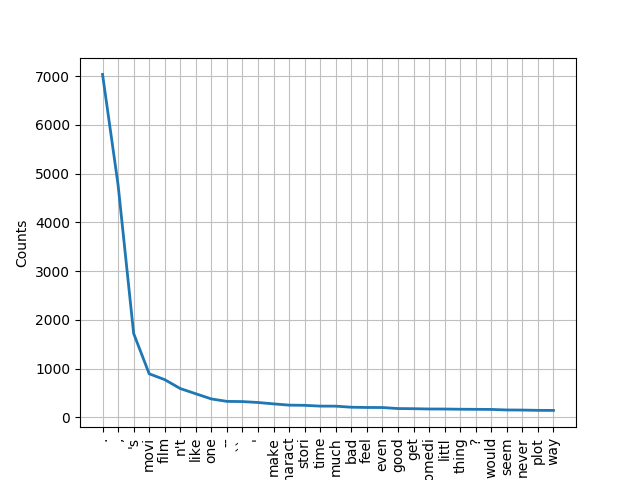 7000
6000
5000
4000
3000
2000
1000
0
Counts
.
,
's
movi
film
n't
like
one
--
``
'
make
haract
stori
time
much
bad
feel
even
good
get
omedi
littl
thing
?
would
seem
never
plot
way